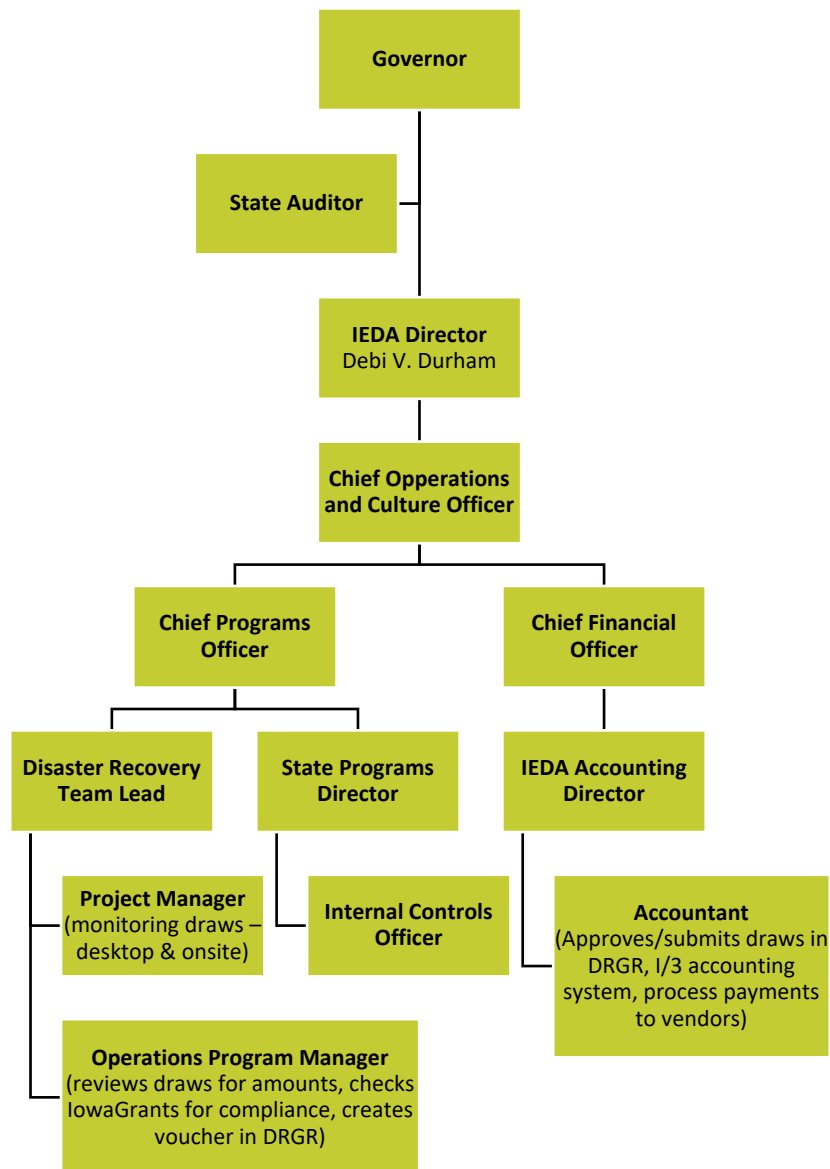 Governor
State Auditor
IEDA Director
Debi V. Durham
Chief Opperations
and Culture Officer
Chief Programs
Officer
Chief Financial
Officer
Disaster Recovery
Team Lead
State Programs
Director
IEDA Accounting
Director
Project Manager
(monitoring draws –
desktop & onsite)
Internal Controls
Officer
Accountant
(Approves/submits draws in
DRGR, I/3 accounting
system, process payments
to vendors)
Operations Program Manager
(reviews draws for amounts, checks
IowaGrants for compliance, creates
voucher in DRGR)